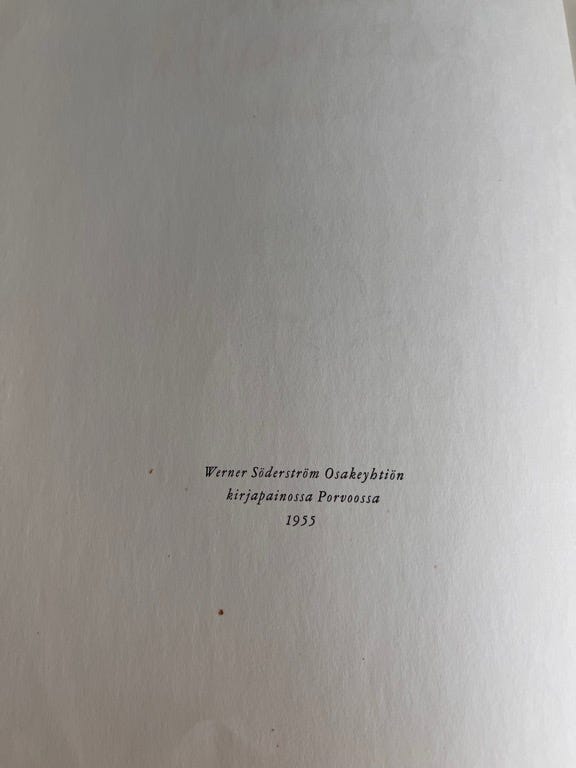 Werner Söderström Osakeyhtiön
kirjapainossa Porvoossa
1955